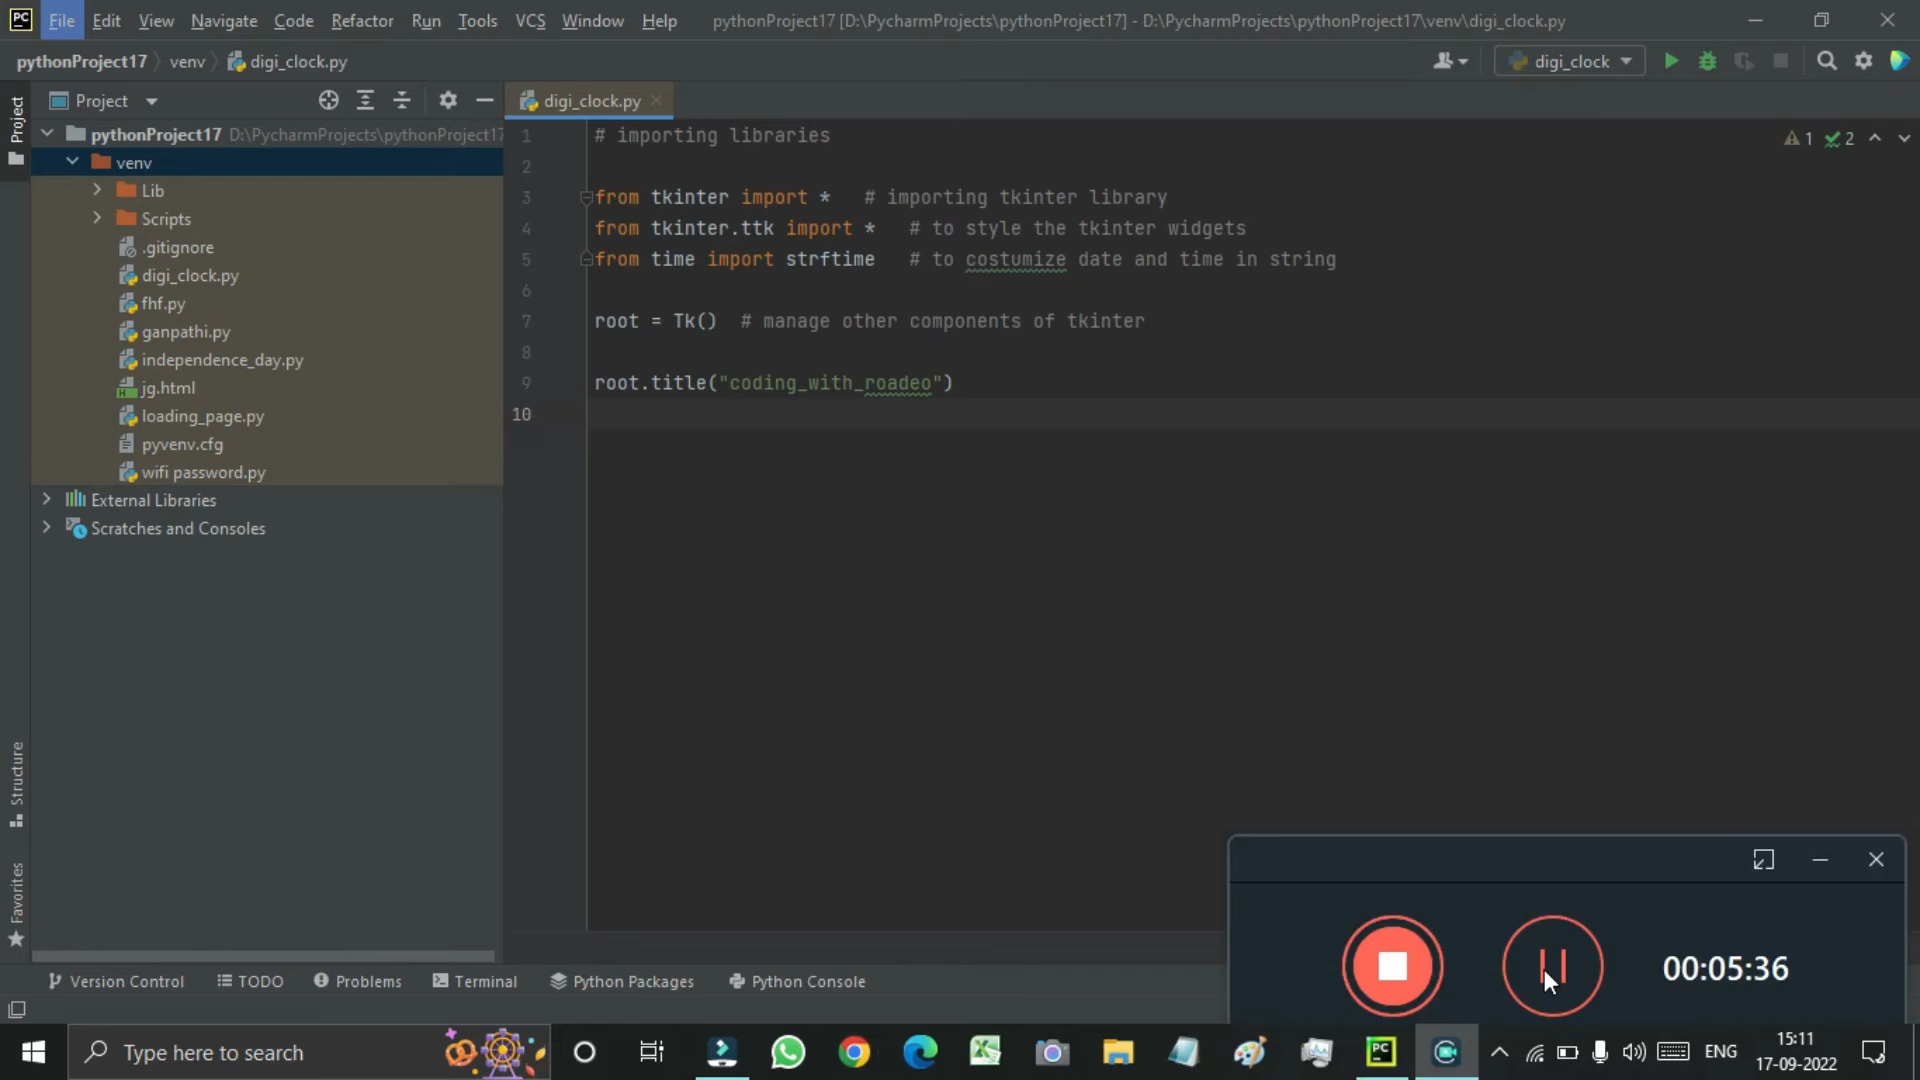 PC File Edit View Navigate Code Refactor Run Tools VCS Window Help pythonProject17 [D:\PycharmProjects\pythonProject17] - D:\PycharmProjects\pythonProject17\venv\digi_clock.py
pythonProject17 venv digi_clock.py digi_clock
Project
Project
digi_clock.py
pythonProject17 D:\PycharmProjects\pythonProject17
venv
Lib
Scripts
.gitignore
digi_clock.py
fhf.py
ganpathi.py
independence_day.py
jg.html
loading_page.py
pyvenv.cfg
wifi password.py
External Libraries
Scratches and Consoles
1 # importing libraries
1 2
2
3 from tkinter import * # importing tkinter library
4 from tkinter.ttk import * # to style the tkinter widgets
5 from time import strftime # to costumize date and time in string
6
7 root = Tk() # manage other components of tkinter
8
9 root.title("coding_with_roadeo")
10
Structure
Favorites
00:05:36
Version Control TODO Problems Terminal Python Packages Python Console
Type here to search
PC
ENG
15:11
17-09-2022